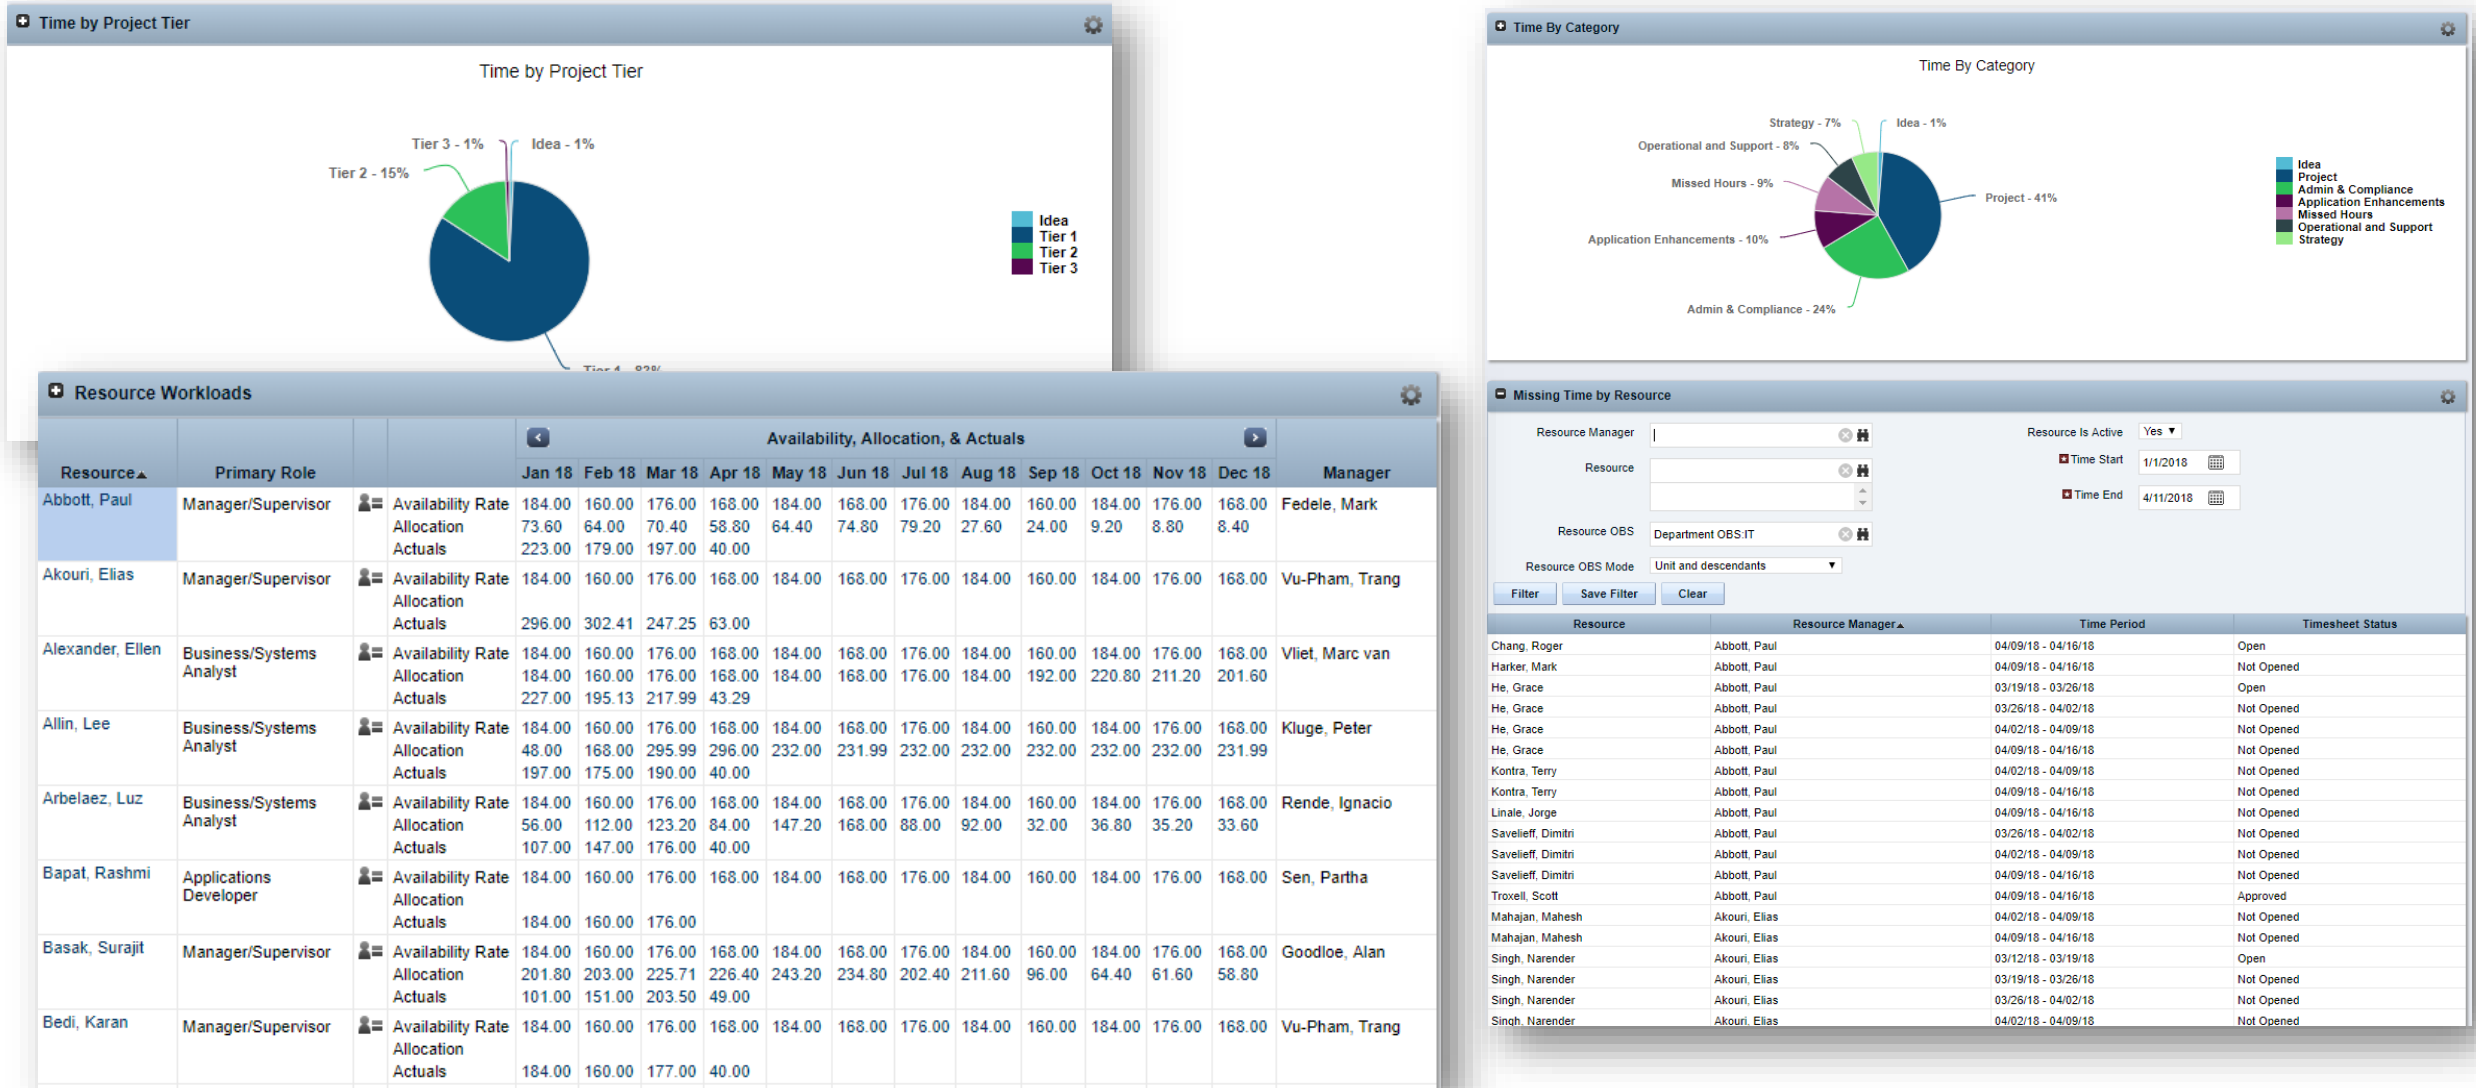 Time by Project Tier
Time by Project Tier
Tier 3 - 1%
Idea - 1%
Tier 2 - 15%
Idea
Tier 1
Tier 2
Tier 3
Resource Workloads
Availability, Allocation, & Actuals
Resource Primary Role Jan 18 Feb 18 Mar 18 Apr 18 May 18 Jun 18 Jul 18 Aug 18 Sep 18 Oct 18 Nov 18 Dec 18 Manager
Abbott, Paul Manager/Supervisor Availability Rate 184.00 160.00 176.00 168.00 184.00 168.00 176.00 184.00 160.00 184.00 176.00 168.00 Fedele, Mark
Allocation 73.60 64.00 70.40 58.80 64.40 74.80 79.20 27.60 24.00 9.20 8.80 8.40
Actuals 223.00 179.00 197.00 40.00
Akouri, Elias Manager/Supervisor Availability Rate 184.00 160.00 176.00 168.00 184.00 168.00 176.00 184.00 160.00 184.00 176.00 168.00 Vu-Pham, Trang
Allocation
Actuals 296.00 302.41 247.25 63.00
Alexander, Ellen Business/Systems Availability Rate 184.00 160.00 176.00 168.00 184.00 168.00 176.00 184.00 160.00 184.00 176.00 168.00 Vliet, Marc van
Analyst Allocation 184.00 160.00 176.00 168.00 184.00 168.00 176.00 184.00 192.00 220.80 211.20 201.60
Actuals 227.00 195.13 217.99 43.29
Allin, Lee Business/Systems Availability Rate 184.00 160.00 176.00 168.00 184.00 168.00 176.00 184.00 160.00 184.00 176.00 168.00 Kluge, Peter
Analyst Allocation 48.00 168.00 295.99 296.00 232.00 231.99 232.00 232.00 232.00 232.00 232.00 231.99
Actuals 197.00 175.00 190.00 40.00
Arbelaez, Luz Business/Systems Availability Rate 184.00 160.00 176.00 168.00 184.00 168.00 176.00 184.00 160.00 184.00 176.00 168.00 Rende, Ignacio
Analyst Allocation 56.00 112.00 123.20 84.00 147.20 168.00 88.00 92.00 32.00 36.80 35.20 33.60
Actuals 107.00 147.00 176.00 40.00
Bapat, Rashmi Applications Availability Rate 184.00 160.00 176.00 168.00 184.00 168.00 176.00 184.00 160.00 184.00 176.00 168.00 Sen, Partha
Developer Allocation
Actuals 184.00 160.00 176.00
Basak, Surajit Manager/Supervisor Availability Rate 184.00 160.00 176.00 168.00 184.00 168.00 176.00 184.00 160.00 184.00 176.00 168.00 Goodloe, Alan
Allocation 201.80 203.00 225.71 226.40 243.20 234.80 202.40 211.60 96.00 64.40 61.60 58.80
Actuals 101.00 151.00 203.50 49.00
Bedi, Karan Manager/Supervisor Availability Rate 184.00 160.00 176.00 168.00 184.00 168.00 176.00 184.00 160.00 184.00 176.00 168.00 Vu-Pham, Trang
Allocation
Actuals 184.00 160.00 177.00 40.00
Time By Category
Time By Category
Strategy - 7%
Idea - 1%
Operational and Support - 8%
Missed Hours - 9%
Project - 41%
Application Enhancements - 10%
Admin & Compliance - 24%
Idea
Project
Admin & Compliance
Application Enhancements
Missed Hours
Operational and Support
Strategy
Missing Time by Resource
Resource Manager
Resource Is Active Yes
Resource
Time Start 1/1/2018
Time End 4/11/2018
Resource OBS Department OBS:IT
Resource OBS Mode Unit and descendants
Filter Save Filter Clear
Resource Resource Manager Time Period Timesheet Status
Chang, Roger Abbott, Paul 04/09/18 - 04/16/18 Open
Harker, Mark Abbott, Paul 04/09/18 - 04/16/18 Not Opened
He, Grace Abbott, Paul 03/19/18 - 03/26/18 Open
He, Grace Abbott, Paul 03/26/18 - 04/02/18 Not Opened
He, Grace Abbott, Paul 04/02/18 - 04/09/18 Not Opened
He, Grace Abbott, Paul 04/09/18 - 04/16/18 Not Opened
Kontra, Terry Abbott, Paul 04/02/18 - 04/09/18 Not Opened
Kontra, Terry Abbott, Paul 04/09/18 - 04/16/18 Not Opened
Linale, Jorge Abbott, Paul 04/09/18 - 04/16/18 Not Opened
Savelieff, Dimitri Abbott, Paul 03/26/18 - 04/02/18 Not Opened
Savelieff, Dimitri Abbott, Paul 04/02/18 - 04/09/18 Not Opened
Savelieff, Dimitri Abbott, Paul 04/09/18 - 04/16/18 Not Opened
Troxell, Scott Abbott, Paul 04/09/18 - 04/16/18 Approved
Mahajan, Mahesh Akouri, Elias 04/02/18 - 04/09/18 Not Opened
Mahajan, Mahesh Akouri, Elias 04/09/18 - 04/16/18 Not Opened
Singh, Narender Akouri, Elias 03/12/18 - 03/19/18 Open
Singh, Narender Akouri, Elias 03/19/18 - 03/26/18 Not Opened
Singh, Narender Akouri, Elias 03/26/18 - 04/02/18 Not Opened
Singh, Narender Akouri, Elias 04/02/18 - 04/09/18 Not Opened